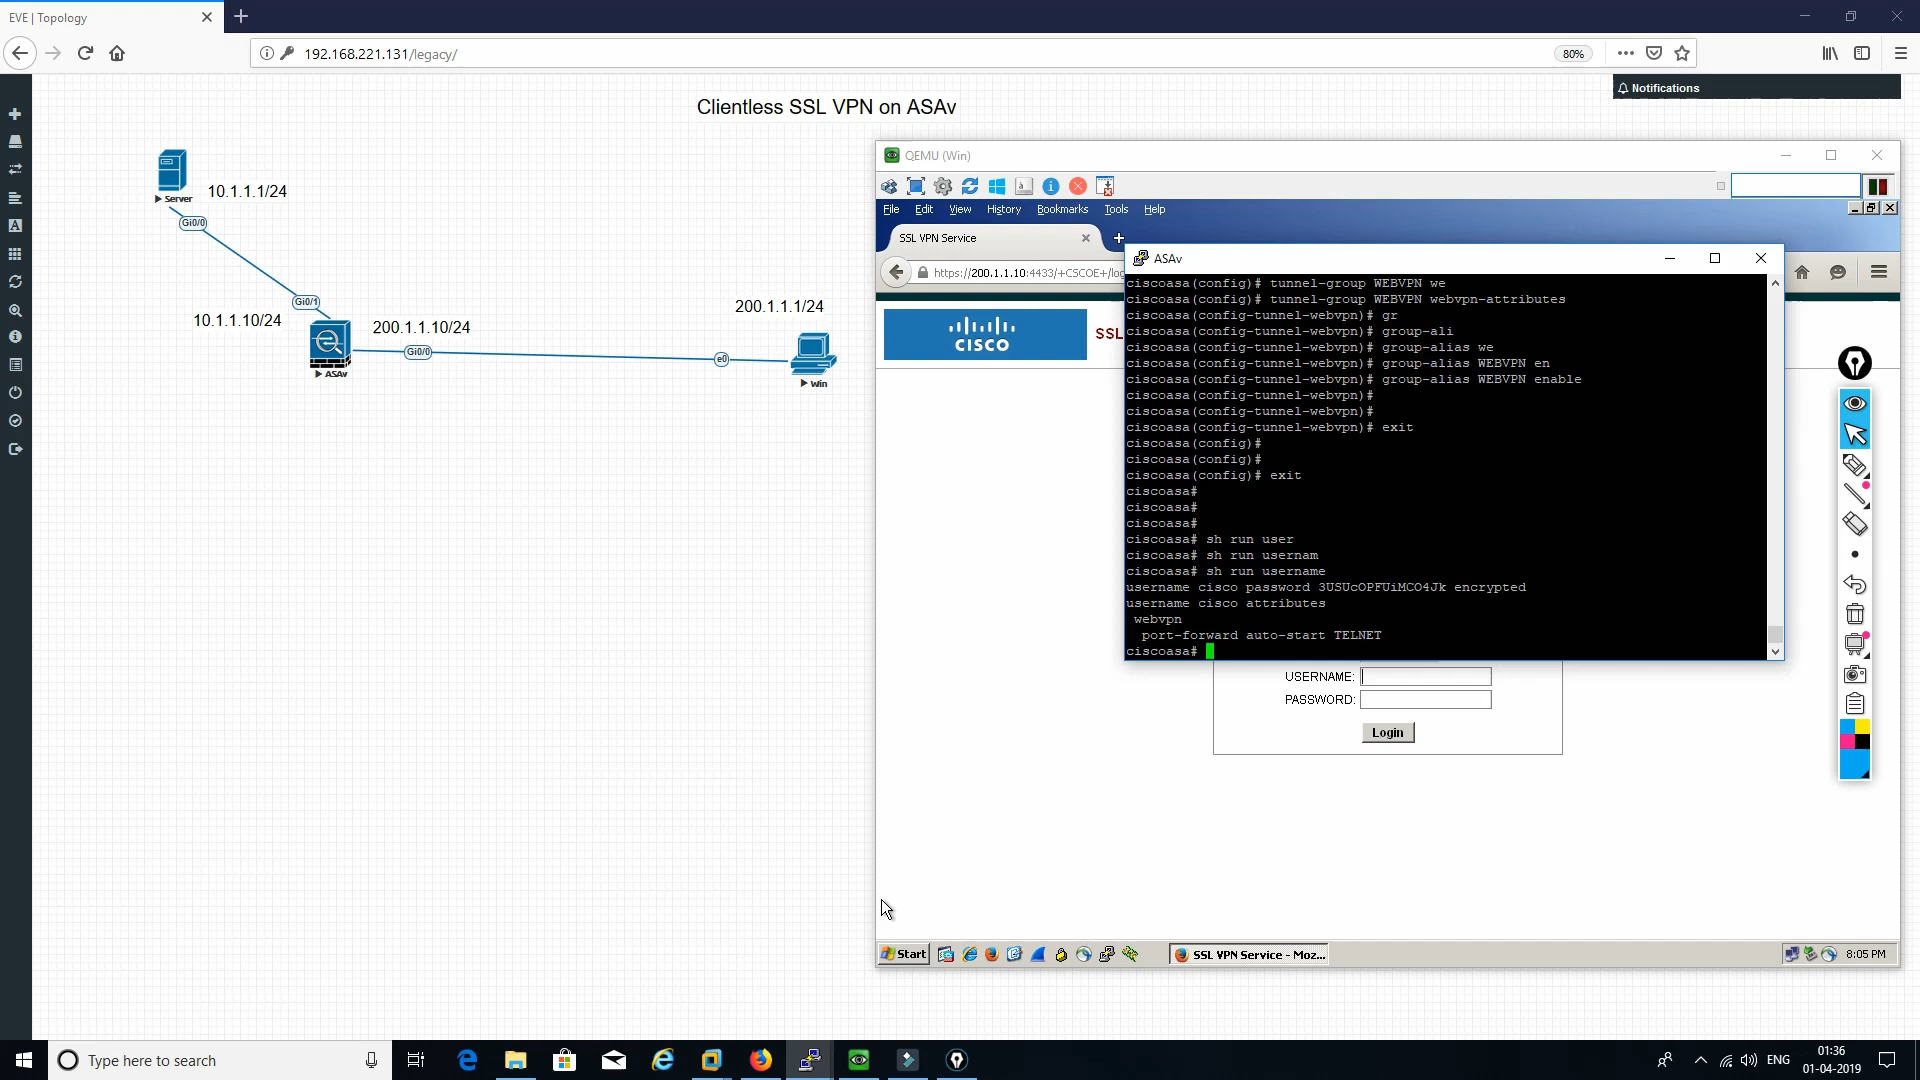 EVE | Topology
192.168.221.131/legacy/
80%
Notifications
Clientless SSL VPN on ASAv
Server
10.1.1.1/24
Gi0/0
Gi0/1
10.1.1.10/24
200.1.1.10/24
Gi0/0
ASAv
200.1.1.1/24
e0
Win
QEMU (Win)
File Edit View History Bookmarks Tools Help
SSL VPN Service
https://200.1.1.10:4433/+CSCOE+/log
CISCO
SSL
ASAv
ciscoasa(config)# tunnel-group WEBVPN we
ciscoasa(config)# tunnel-group WEBVPN webvpn-attributes
ciscoasa(config-tunnel-webvpn)# gr
ciscoasa(config-tunnel-webvpn)# group-ali
ciscoasa(config-tunnel-webvpn)# group-alias we
ciscoasa(config-tunnel-webvpn)# group-alias WEBVPN en
ciscoasa(config-tunnel-webvpn)# group-alias WEBVPN enable
ciscoasa(config-tunnel-webvpn)#
ciscoasa(config-tunnel-webvpn)#
ciscoasa(config-tunnel-webvpn)# exit
ciscoasa(config)#
ciscoasa(config)#
ciscoasa(config)# exit
ciscoasa#
ciscoasa#
ciscoasa#
ciscoasa# sh run user
ciscoasa# sh run usernam
ciscoasa# sh run username
username cisco password 3USUcOPFUiMCO4Jk encrypted
username cisco attributes
webvpn
port-forward auto-start TELNET
ciscoasa#
USERNAME:
PASSWORD:
Login
Start
SSL VPN Service - Moz...
8:05 PM
Type here to search
ENG
01:36
01-04-2019